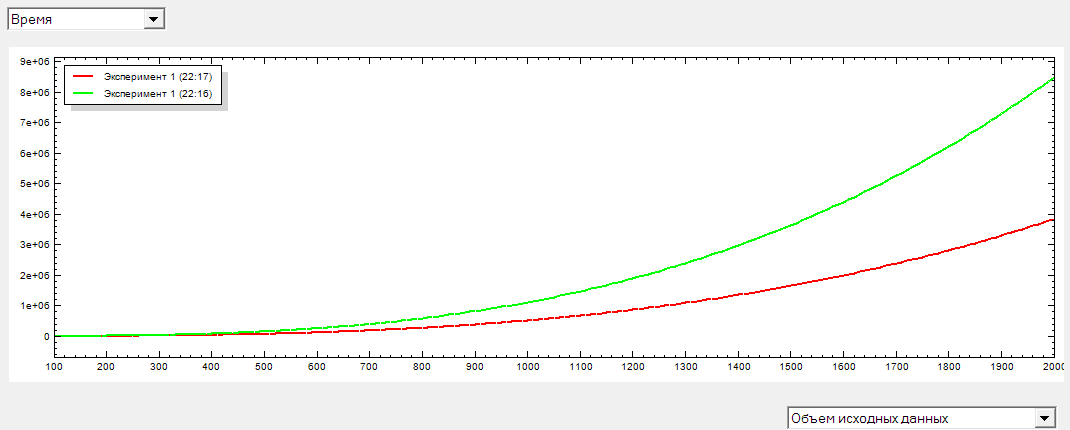 Время
9e+06
8e+06
7e+06
6e+06
5e+06
4e+06
3e+06
2e+06
1e+06
0
Эксперимент 1 (22:17)
Эксперимент 1 (22:16)
100 200 300 400 500 600 700 800 900 1000 1100 1200 1300 1400 1500 1600 1700 1800 1900 2000
Объем исходных данных